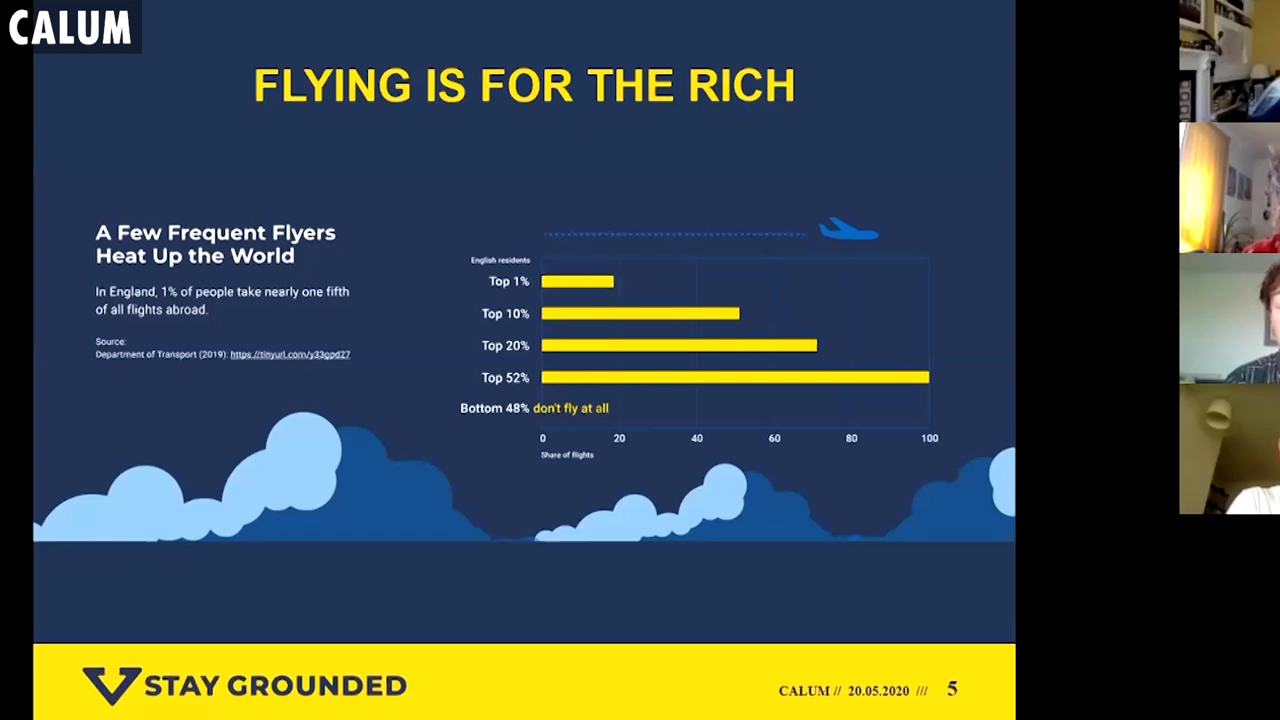 CALUM
FLYING IS FOR THE RICH
A Few Frequent Flyers
Heat Up the World
In England, 1% of people take nearly one fifth
of all flights abroad.
Source:
Department of Transport (2019): https://tinyurl.com/y33gpd27
English residents
Top 1%
Top 10%
Top 20%
Top 52%
Bottom 48% don't fly at all
0 20 40 60 80 100
Share of flights
STAY GROUNDED
CALUM // 20.05.2020 /// 5